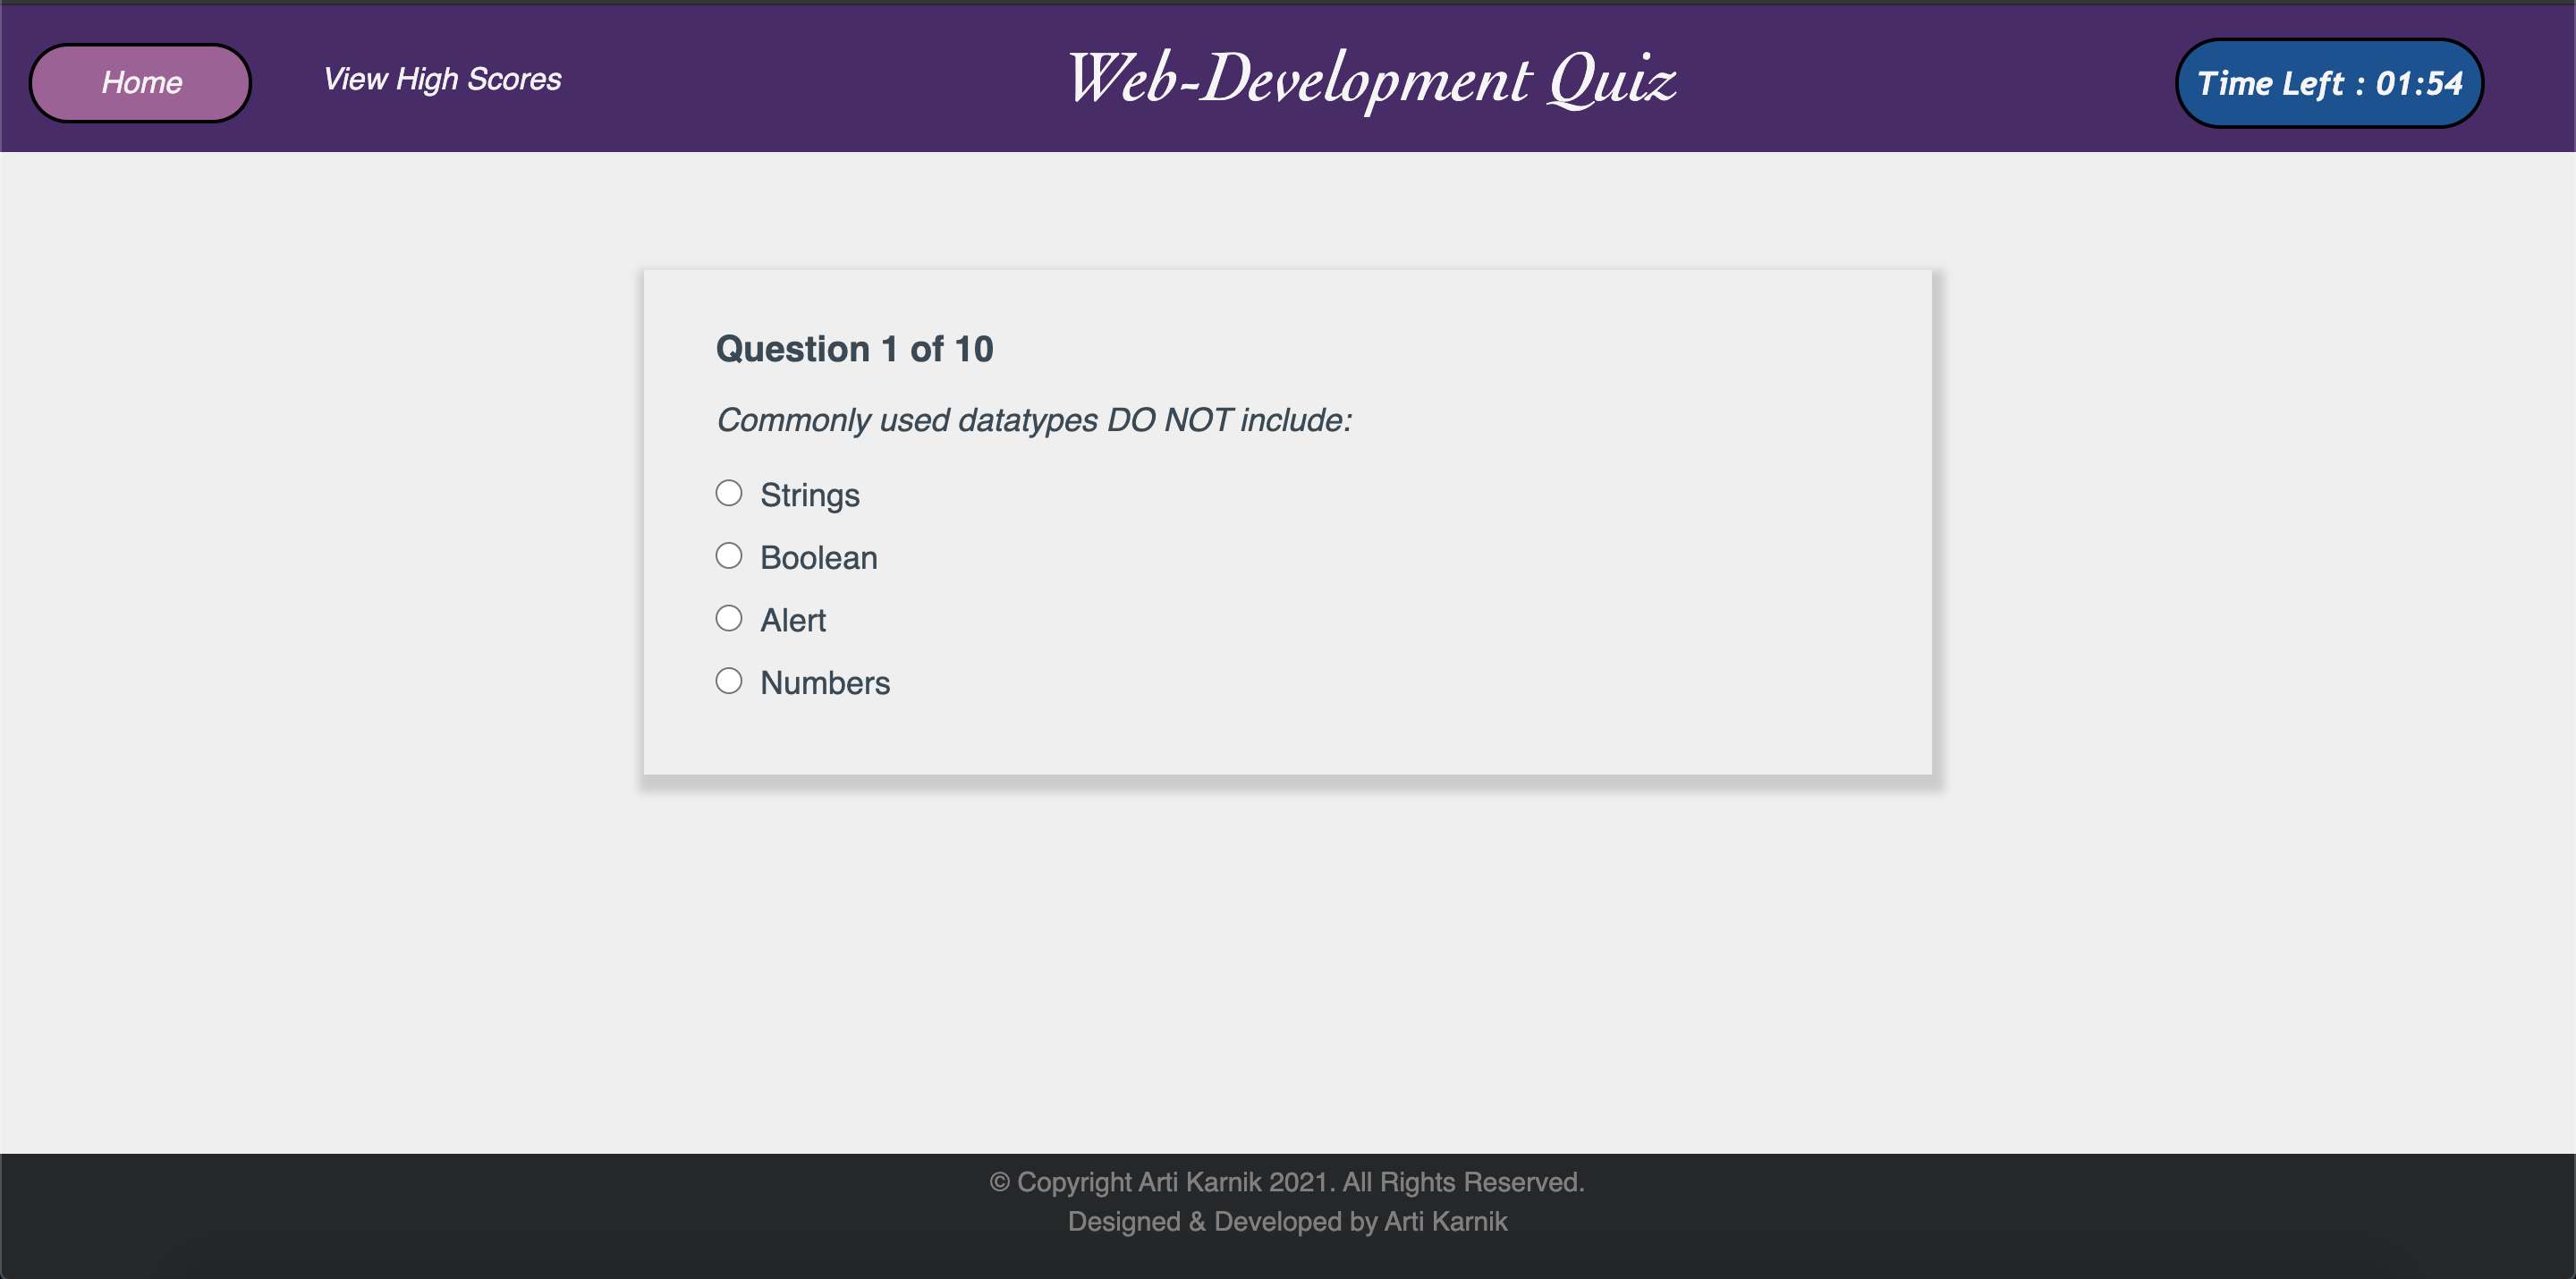 Home
View High Scores
Web-Development Quiz
Time Left : 01:54
Question 1 of 10
Commonly used datatypes DO NOT include:
Strings
Boolean
Alert
Numbers
© Copyright Arti Karnik 2021. All Rights Reserved.
Designed & Developed by Arti Karnik